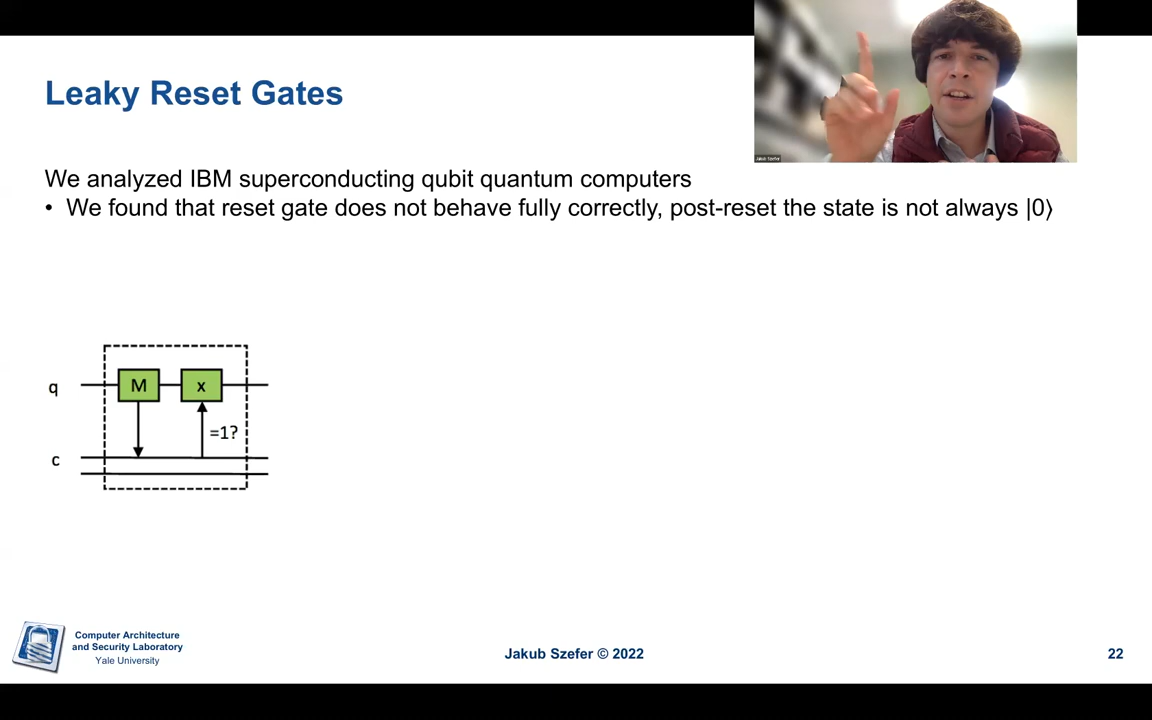 Leaky Reset Gates
Jakub Szefer
We analyzed IBM superconducting qubit quantum computers
• We found that reset gate does not behave fully correctly, post-reset the state is not always |0⟩
q
M
x
=1?
c
Computer Architecture
and Security Laboratory
Yale University
Jakub Szefer © 2022
22